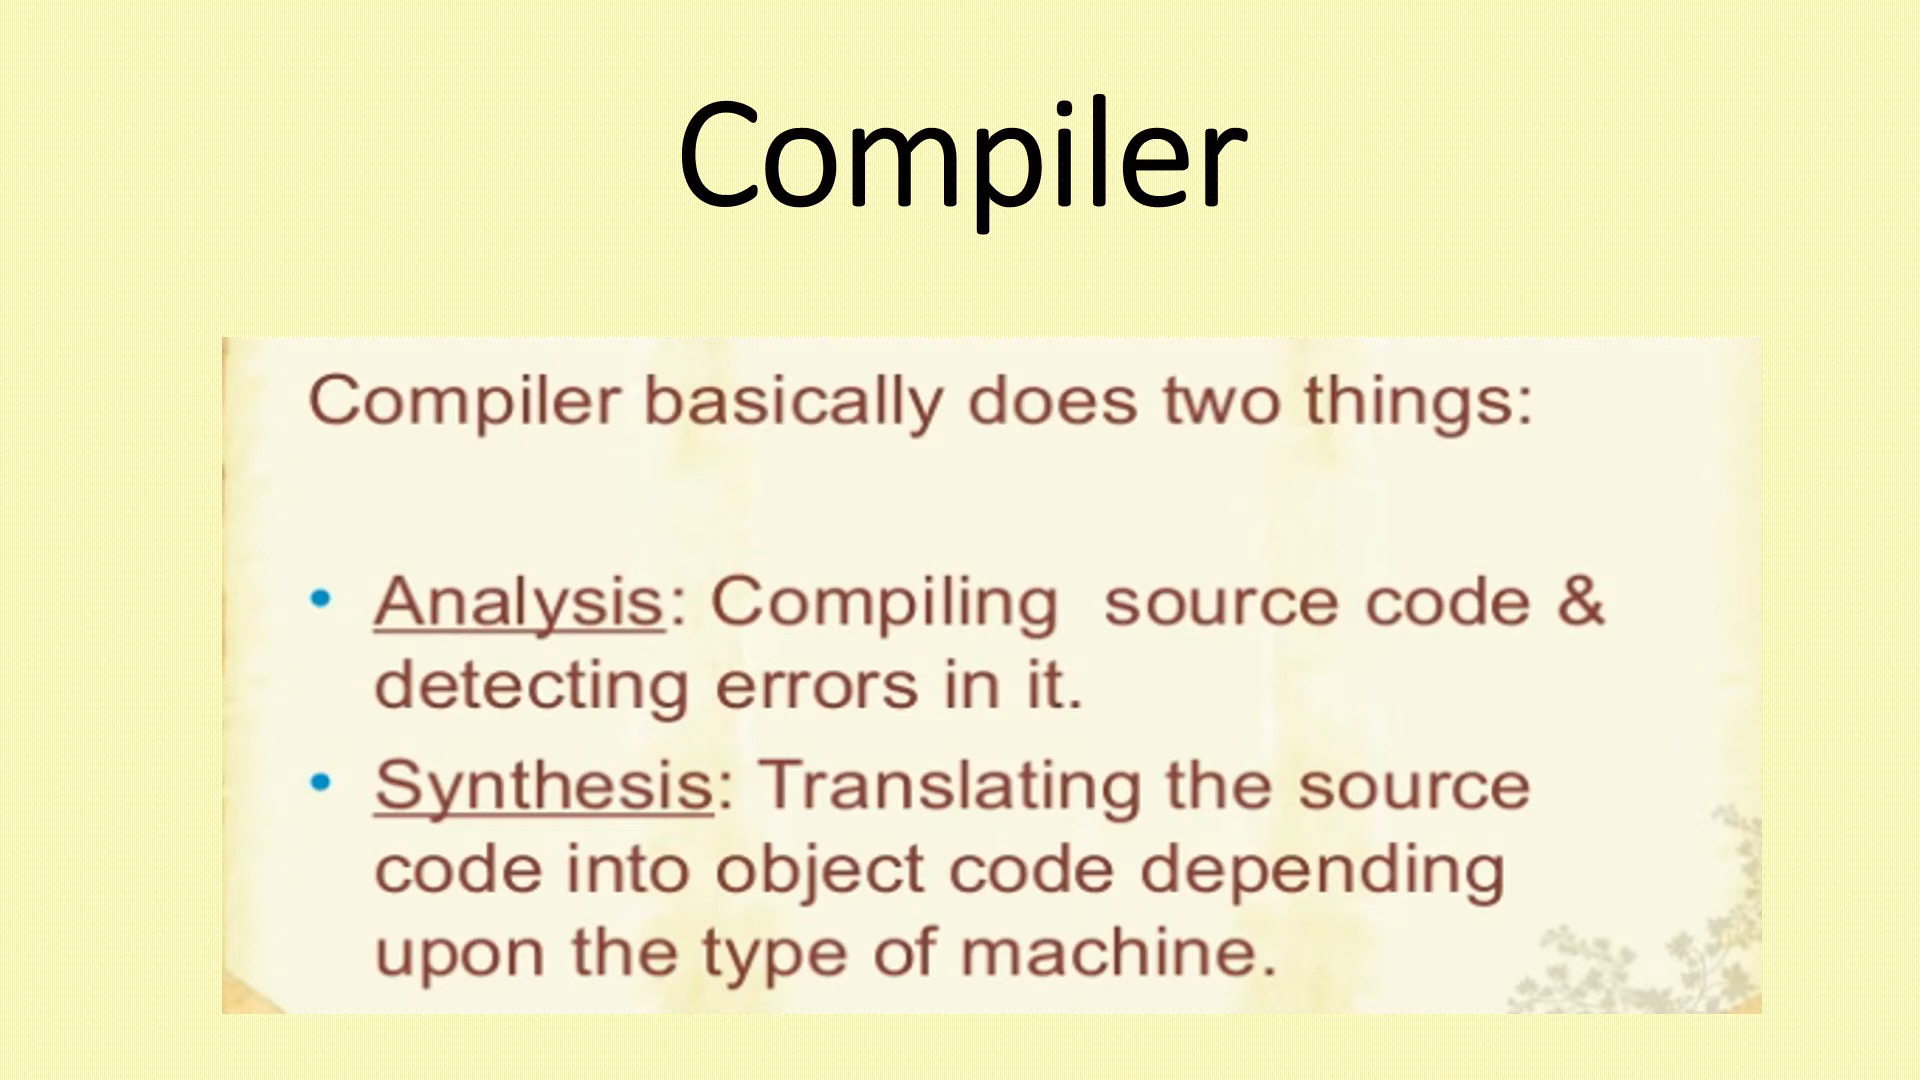 Compiler
Compiler basically does two things:
• Analysis: Compiling  source code &
detecting errors in it.
• Synthesis: Translating the source
code into object code depending
upon the type of machine.